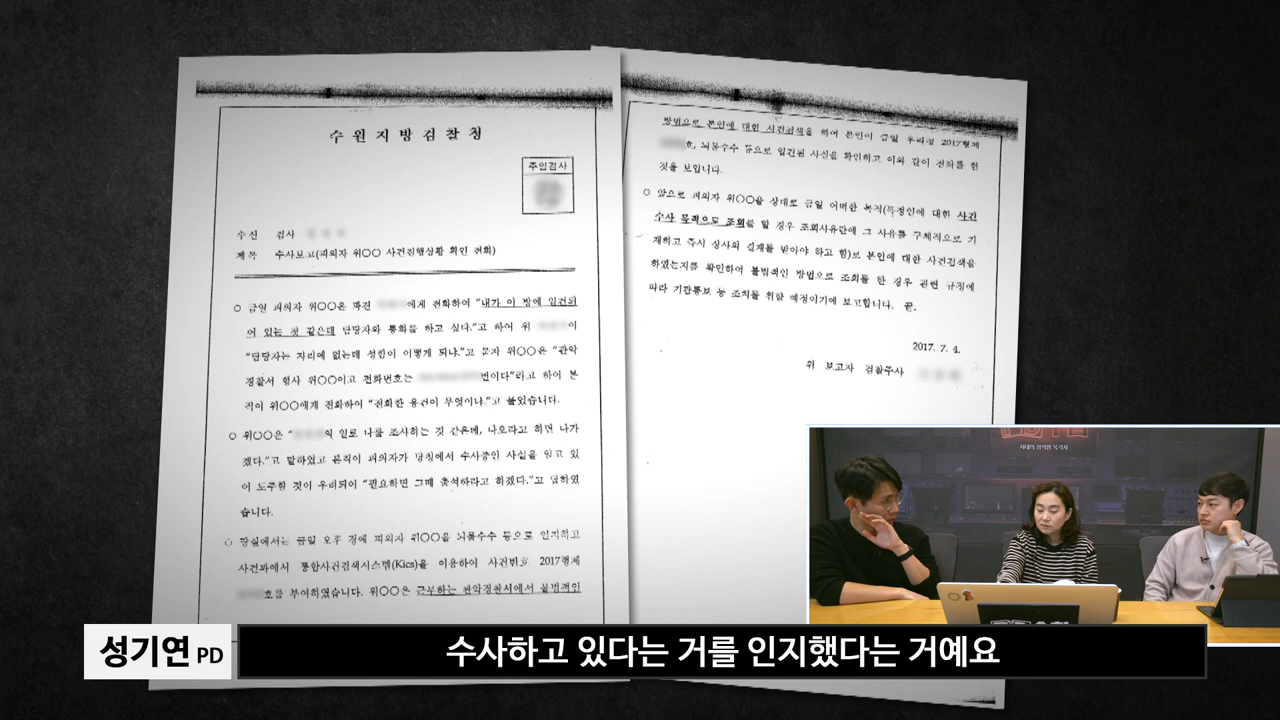 수원지방검찰청
주임검사
수신 검사
제목 수사보고(피의자 위○○ 사건진행상황 확인 전화)
○ 금일 피의자 위○○은 파견 에게 전화하여 "내가 이 방에 입건되
어 있는 것 같은데 담당자와 통화를 하고 싶다."고 하여 위 이
"담당자는 자리에 없는데 성함이 어떻게 되냐."고 묻자 위○○은 "관악
경찰서 형사 위○○이고 전화번호는 번이다"라고 하여 본
직이 위○○에게 전화하여 "전화한 용건이 무엇이냐."고 물었습니다.
○ 위○○은 " 의 일로 나를 조사하는 것 같은데, 나오라고 하면 나가
겠다."고 말하였고 본직이 피의자가 당청에서 수사중인 사실을 알고 있
어 도주할 것이 우려되어 "필요하면 그때 출석하라고 하겠다."고 답하였
습니다.
○ 당실에서는 금일 오후 경에 피의자 위○○을 뇌물수수 등으로 인지하고
사건과에서 통합사건검색시스템(Kics)을 이용하여 사건번호 2017형제
호를 부여하였습니다. 위○○은 근무하는 관악경찰서에서 불법적인
방법으로 본인에 대한 사건검색을 하여 본인이 금일 우리청 2017형제
호, 뇌물수수 등으로 입건된 사실을 확인하고 이와 같이 전화를 한
것을 보입니다.
○ 앞으로 피의자 위○○을 상대로 금일 어떠한 목적(특정인에 대한 사건
수사 목적으로 조회를 할 경우 조회사유란에 그 사유를 구체적으로 기
재하고 즉시 상사의 결재를 받아야 하고 함)로 본인에 대한 사건검색을
하였는지를 확인하여 불법적인 방법으로 조회를 한 경우 관련 규정에
따라 기관통보 등 조치를 취할 예정이기에 보고합니다. 끝.
2017. 7. 4.
위 보고자 검찰주사
시대의 정직한 목격자
성기연 PD
수사하고 있다는 거를 인지했다는 거예요